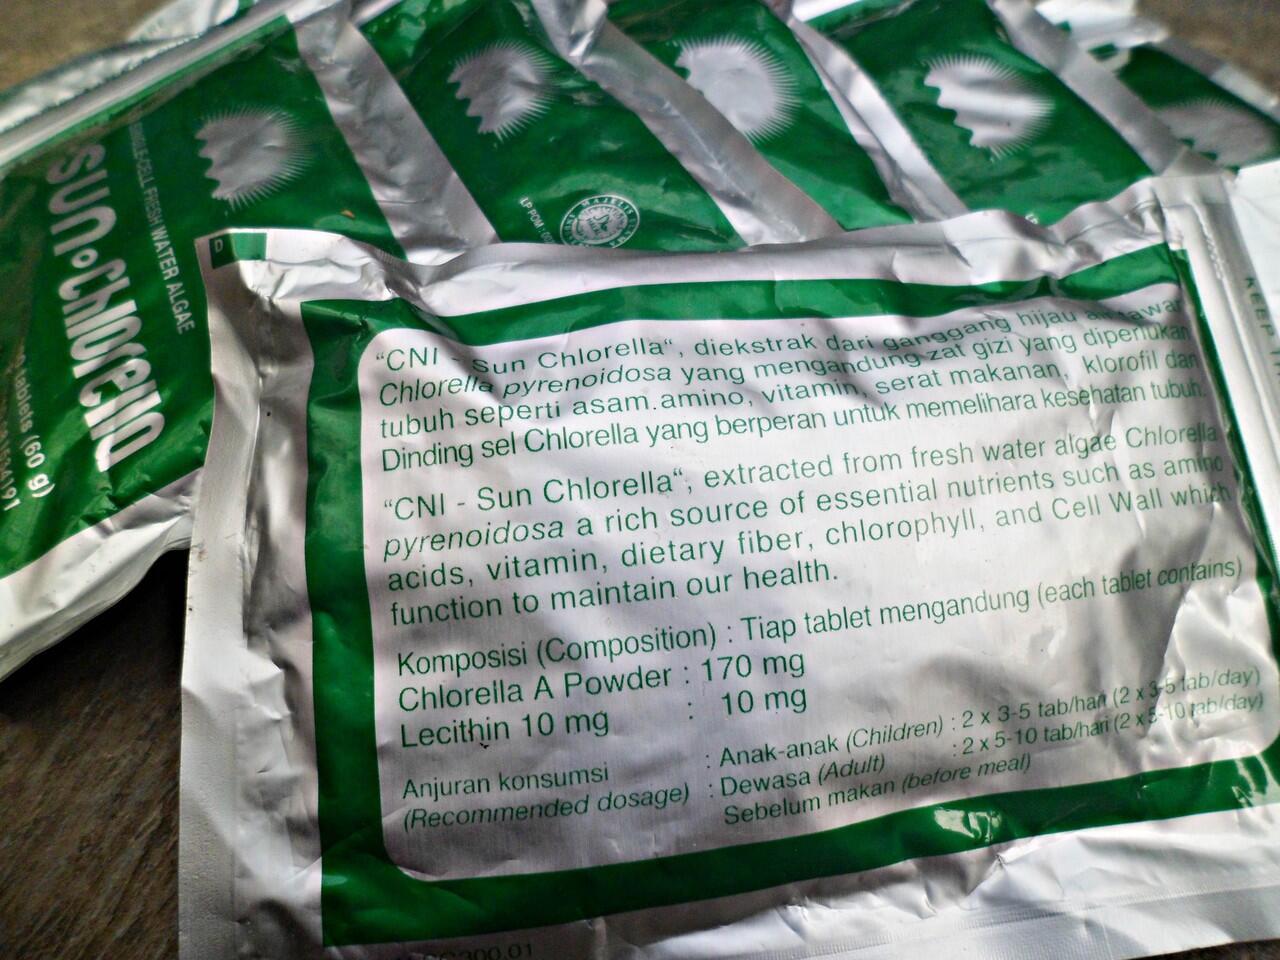 SUN•Chlorella
SINGLE-CELL FRESH WATER ALGAE
tablets (60 g)
D
MAJELIS
"CNI - Sun Chlorella", diekstrak dari ganggang hijau air tawar
Chlorella pyrenoidosa yang mengandung zat gizi yang diperlukan
tubuh seperti asam amino, vitamin, serat makanan, klorofil dan
Dinding sel Chlorella yang berperan untuk memelihara kesehatan tubuh.
"CNI - Sun Chlorella", extracted from fresh water algae Chlorella
pyrenoidosa a rich source of essential nutrients such as amino
acids, vitamin, dietary fiber, chlorophyll, and Cell Wall which
function to maintain our health.
Komposisi (Composition) : Tiap tablet mengandung (each tablet contains)
Chlorella A Powder : 170 mg
Lecithin 10 mg : 10 mg
Anjuran konsumsi : Anak-anak (Children) : 2 x 3-5 tab/hari (2 x 3-5 tab/day)
(Recommended dosage) : Dewasa (Adult) : 2 x 5-10 tab/hari (2 x 5-10 tab/day)
Sebelum makan (before meal)
KEEP